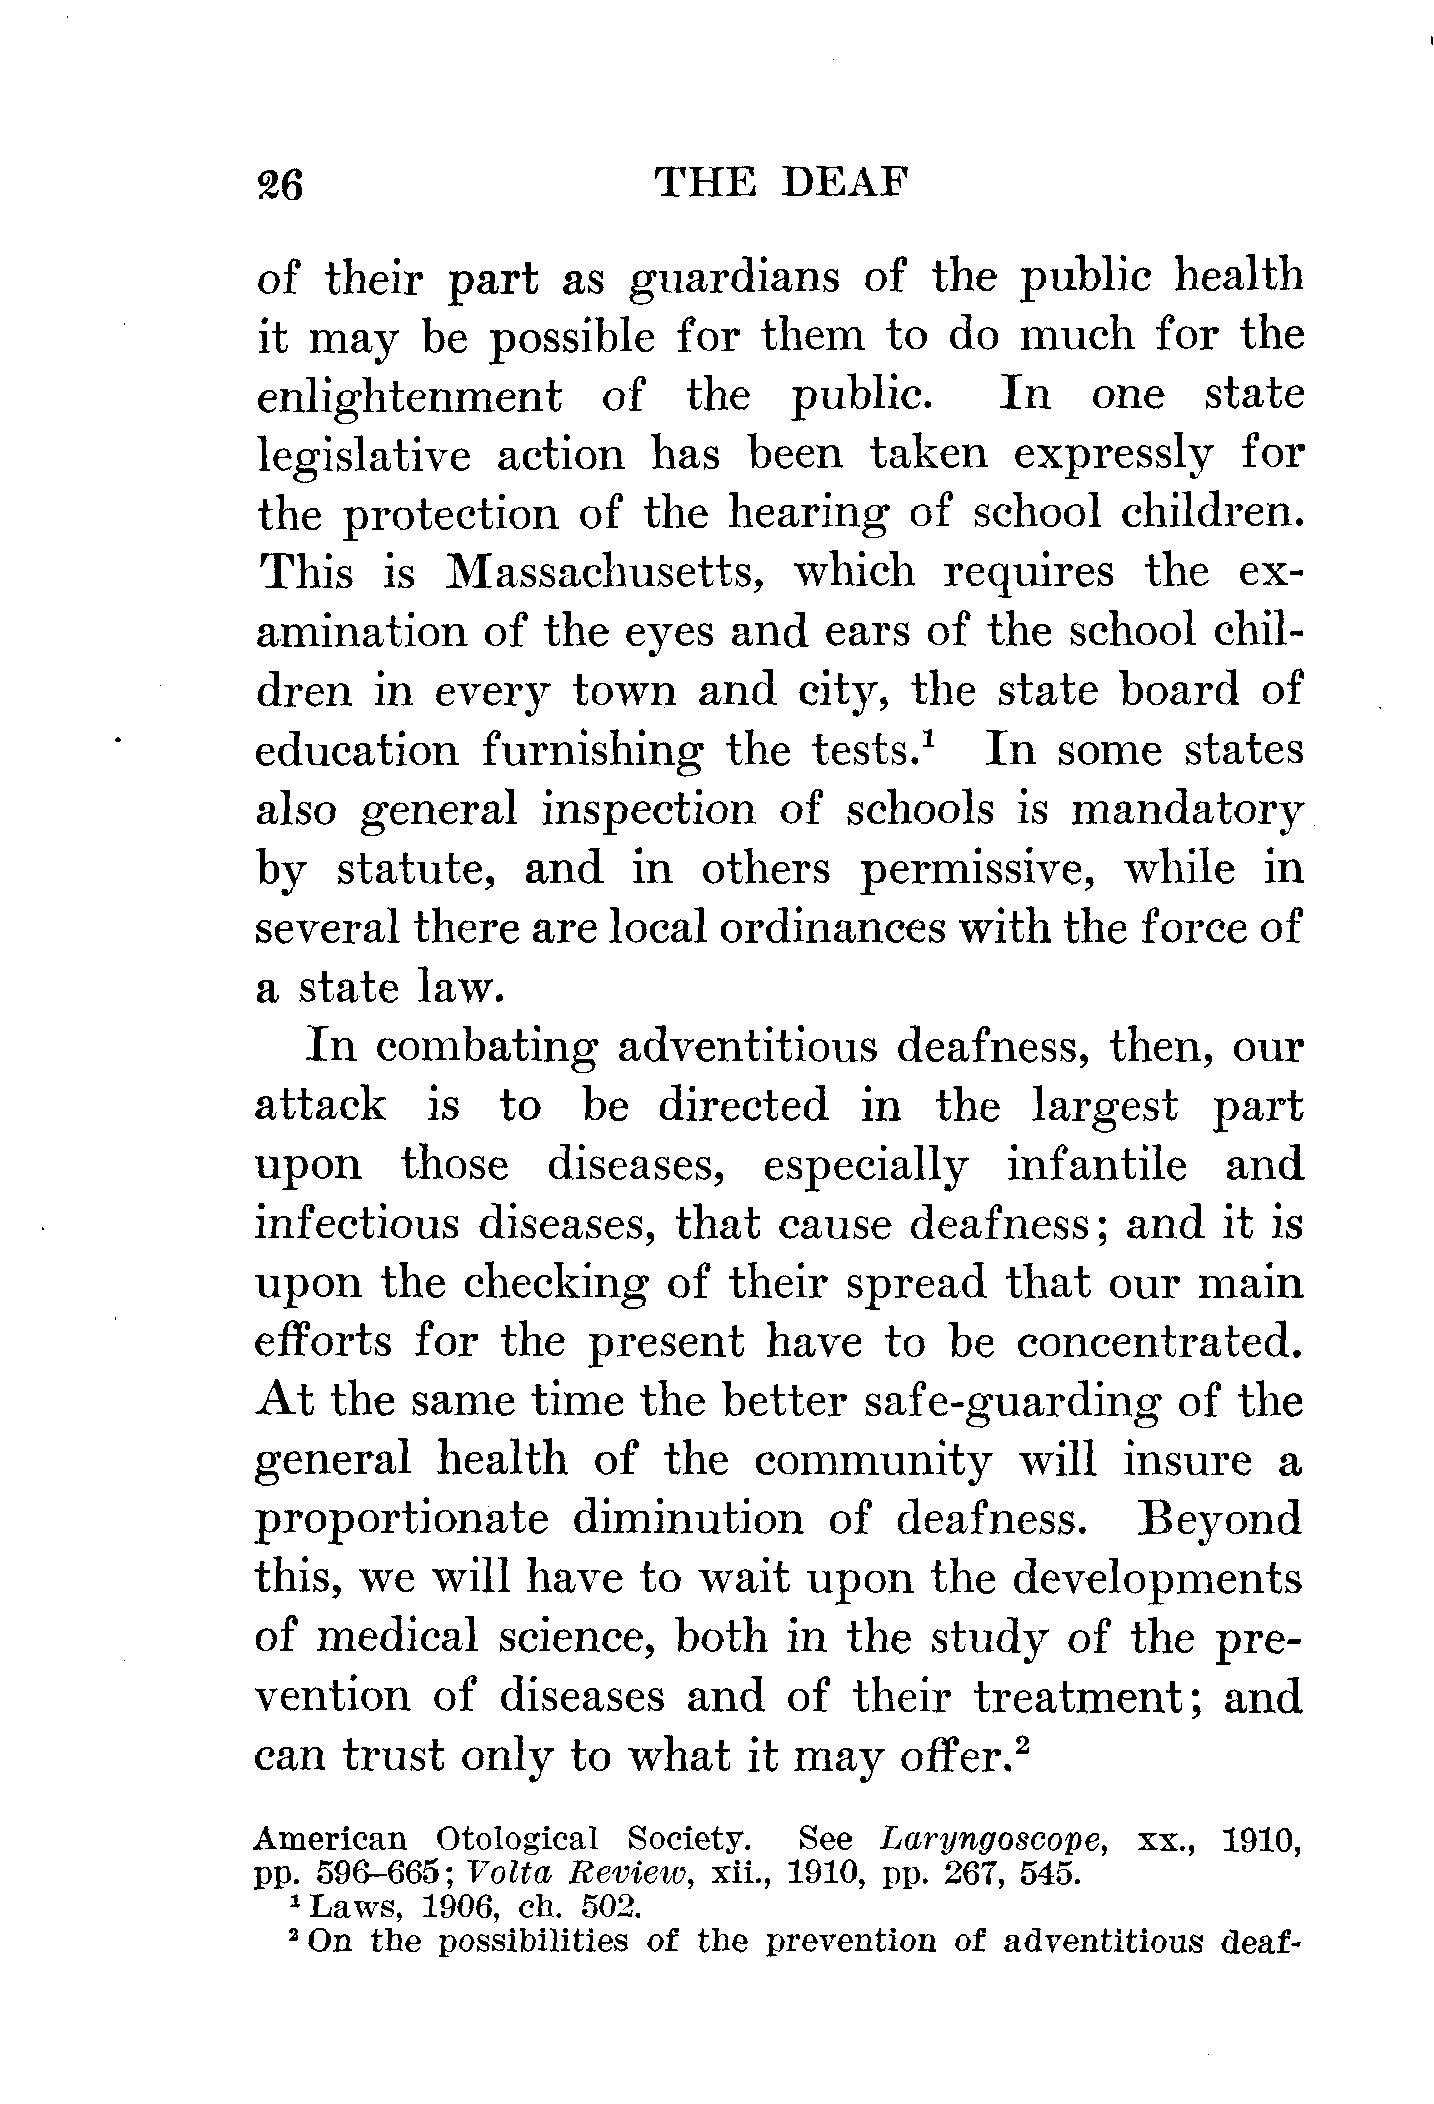 26 THE DEAF
of their part as guardians of the public health
it may be possible for them to do much for the
enlightenment of the public. In one state
legislative action has been taken expressly for
the protection of the hearing of school children.
This is Massachusetts, which requires the ex-
amination of the eyes and ears of the school chil-
dren in every town and city, the state board of
education furnishing the tests.¹ In some states
also general inspection of schools is mandatory
by statute, and in others permissive, while in
several there are local ordinances with the force of
a state law.
In combating adventitious deafness, then, our
attack is to be directed in the largest part
upon those diseases, especially infantile and
infectious diseases, that cause deafness; and it is
upon the checking of their spread that our main
efforts for the present have to be concentrated.
At the same time the better safe-guarding of the
general health of the community will insure a
proportionate diminution of deafness. Beyond
this, we will have to wait upon the developments
of medical science, both in the study of the pre-
vention of diseases and of their treatment; and
can trust only to what it may offer.²
American Otological Society. See Laryngoscope, xx., 1910,
pp. 596–665; Volta Review, xii., 1910, pp. 267, 545.
¹ Laws, 1906, ch. 502.
² On the possibilities of the prevention of adventitious deaf-